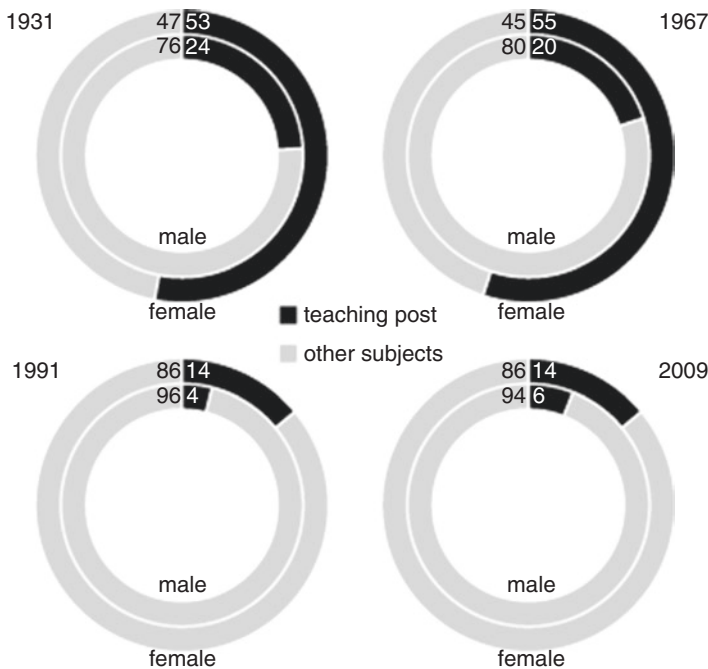 1931 47 53 45 55 1967
76 24 80 20
male male
female female
teaching post
other subjects
1991 86 14 86 14 2009
96 4 94 6
male male
female female